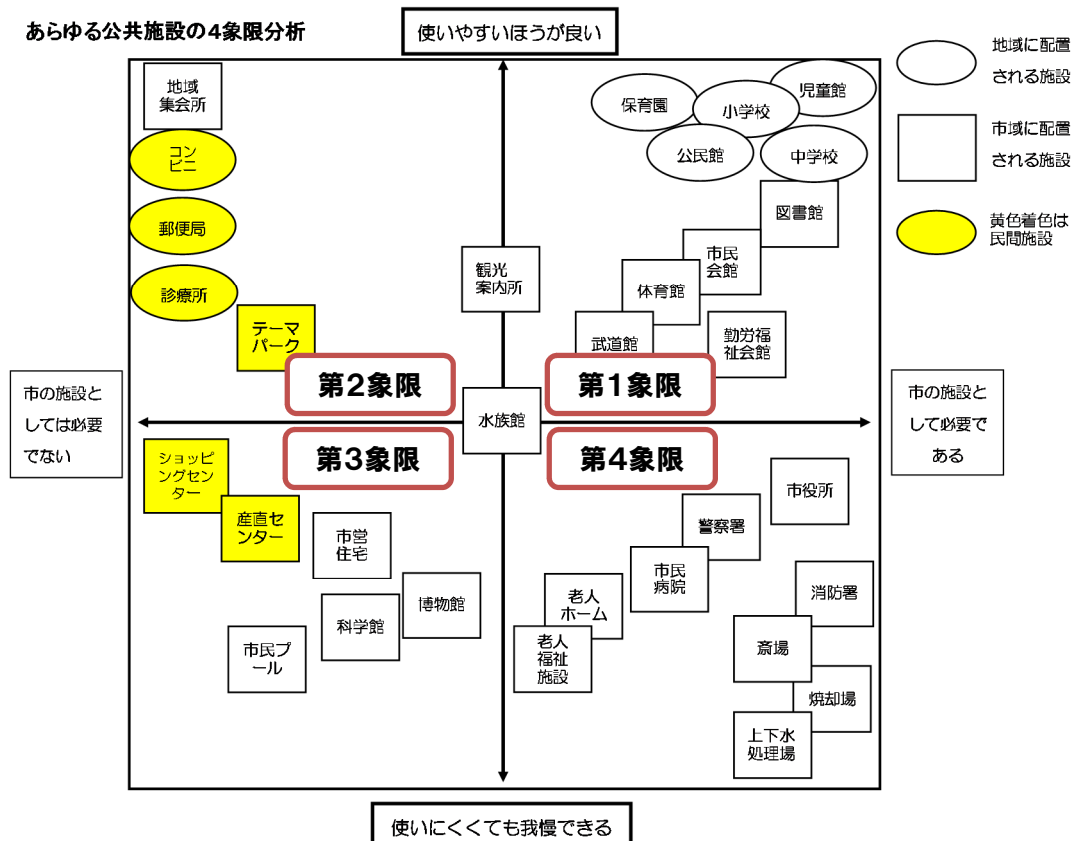 あらゆる公共施設の4象限分析
使いやすいほうが良い
地域に配置
される施設
市域に配置
される施設
黄色着色は
民間施設
地域
集会所
コン
ビニ
郵便局
診療所
テーマ
パーク
第2象限
観光
案内所
保育園
小学校
児童館
公民館
中学校
図書館
市民
会館
体育館
武道館
勤労福
祉会館
第1象限
市の施設と
しては必要
でない
水族館
市の施設と
して必要で
ある
第3象限
ショッピ
ングセン
ター
産直セ
ンター
市営
住宅
博物館
科学館
市民プ
ール
第4象限
市役所
警察署
市民
病院
老人
ホーム
老人
福祉
施設
消防署
斎場
焼却場
上下水
処理場
使いにくくても我慢できる